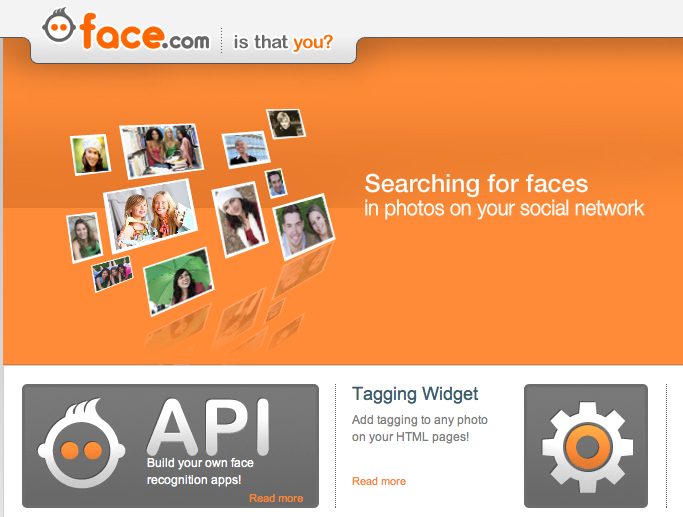 face.com is that you?
Searching for faces
in photos on your social network
API
Build your own face
recognition apps!
Read more
Tagging Widget
Add tagging to any photo
on your HTML pages!
Read more